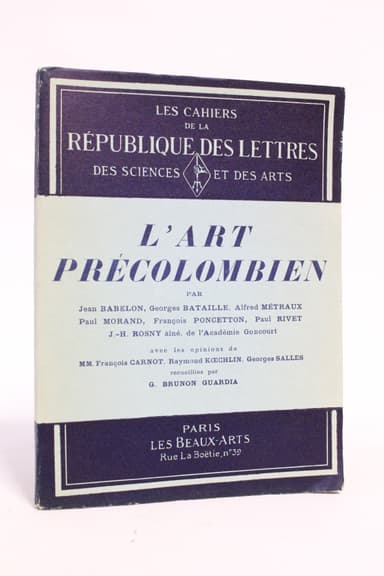 LES CAHIERS
DE LA
RÉPUBLIQUE DES LETTRES
DES SCIENCES ET DES ARTS
L'ART
PRÉCOLOMBIEN
PAR
Jean BABELON, Georges BATAILLE, Alfred MÉTRAUX
Paul MORAND, François PONCETTON, Paul RIVET
J.-H. ROSNY aîné, de l'Académie Goncourt
avec les opinions de
MM. François CARNOT, Raymond KŒCHLIN, Georges SALLES
recueillies par
G. BRUNON GUARDIA
PARIS
LES BEAUX-ARTS
Rue La Boëtie, n° 39